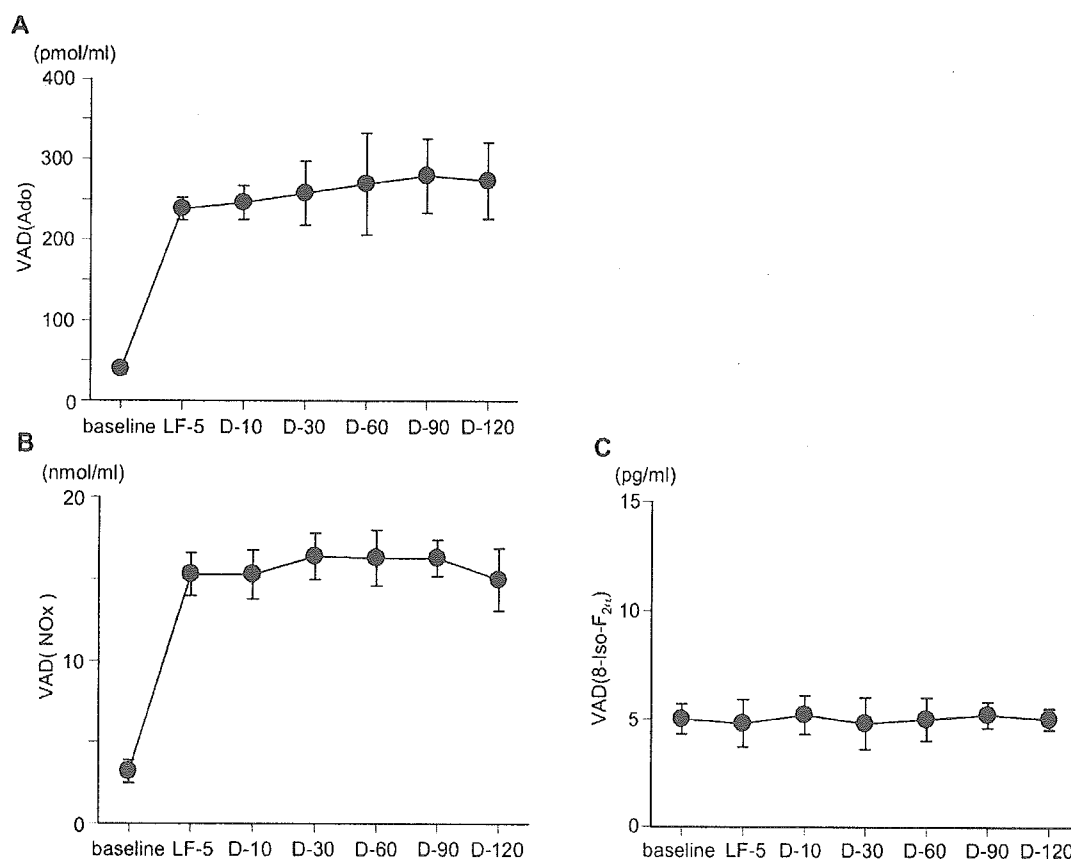 A
(pmol/ml)
400
300
200
100
0
VAD(Ado)
baseline LF-5 D-10 D-30 D-60 D-90 D-120
B
(nmol/ml)
20
10
0
VAD( NOx)
baseline LF-5 D-10 D-30 D-60 D-90 D-120
C
(pg/ml)
15
10
5
0
VAD(8-Iso-F2α)
baseline LF-5 D-10 D-30 D-60 D-90 D-120